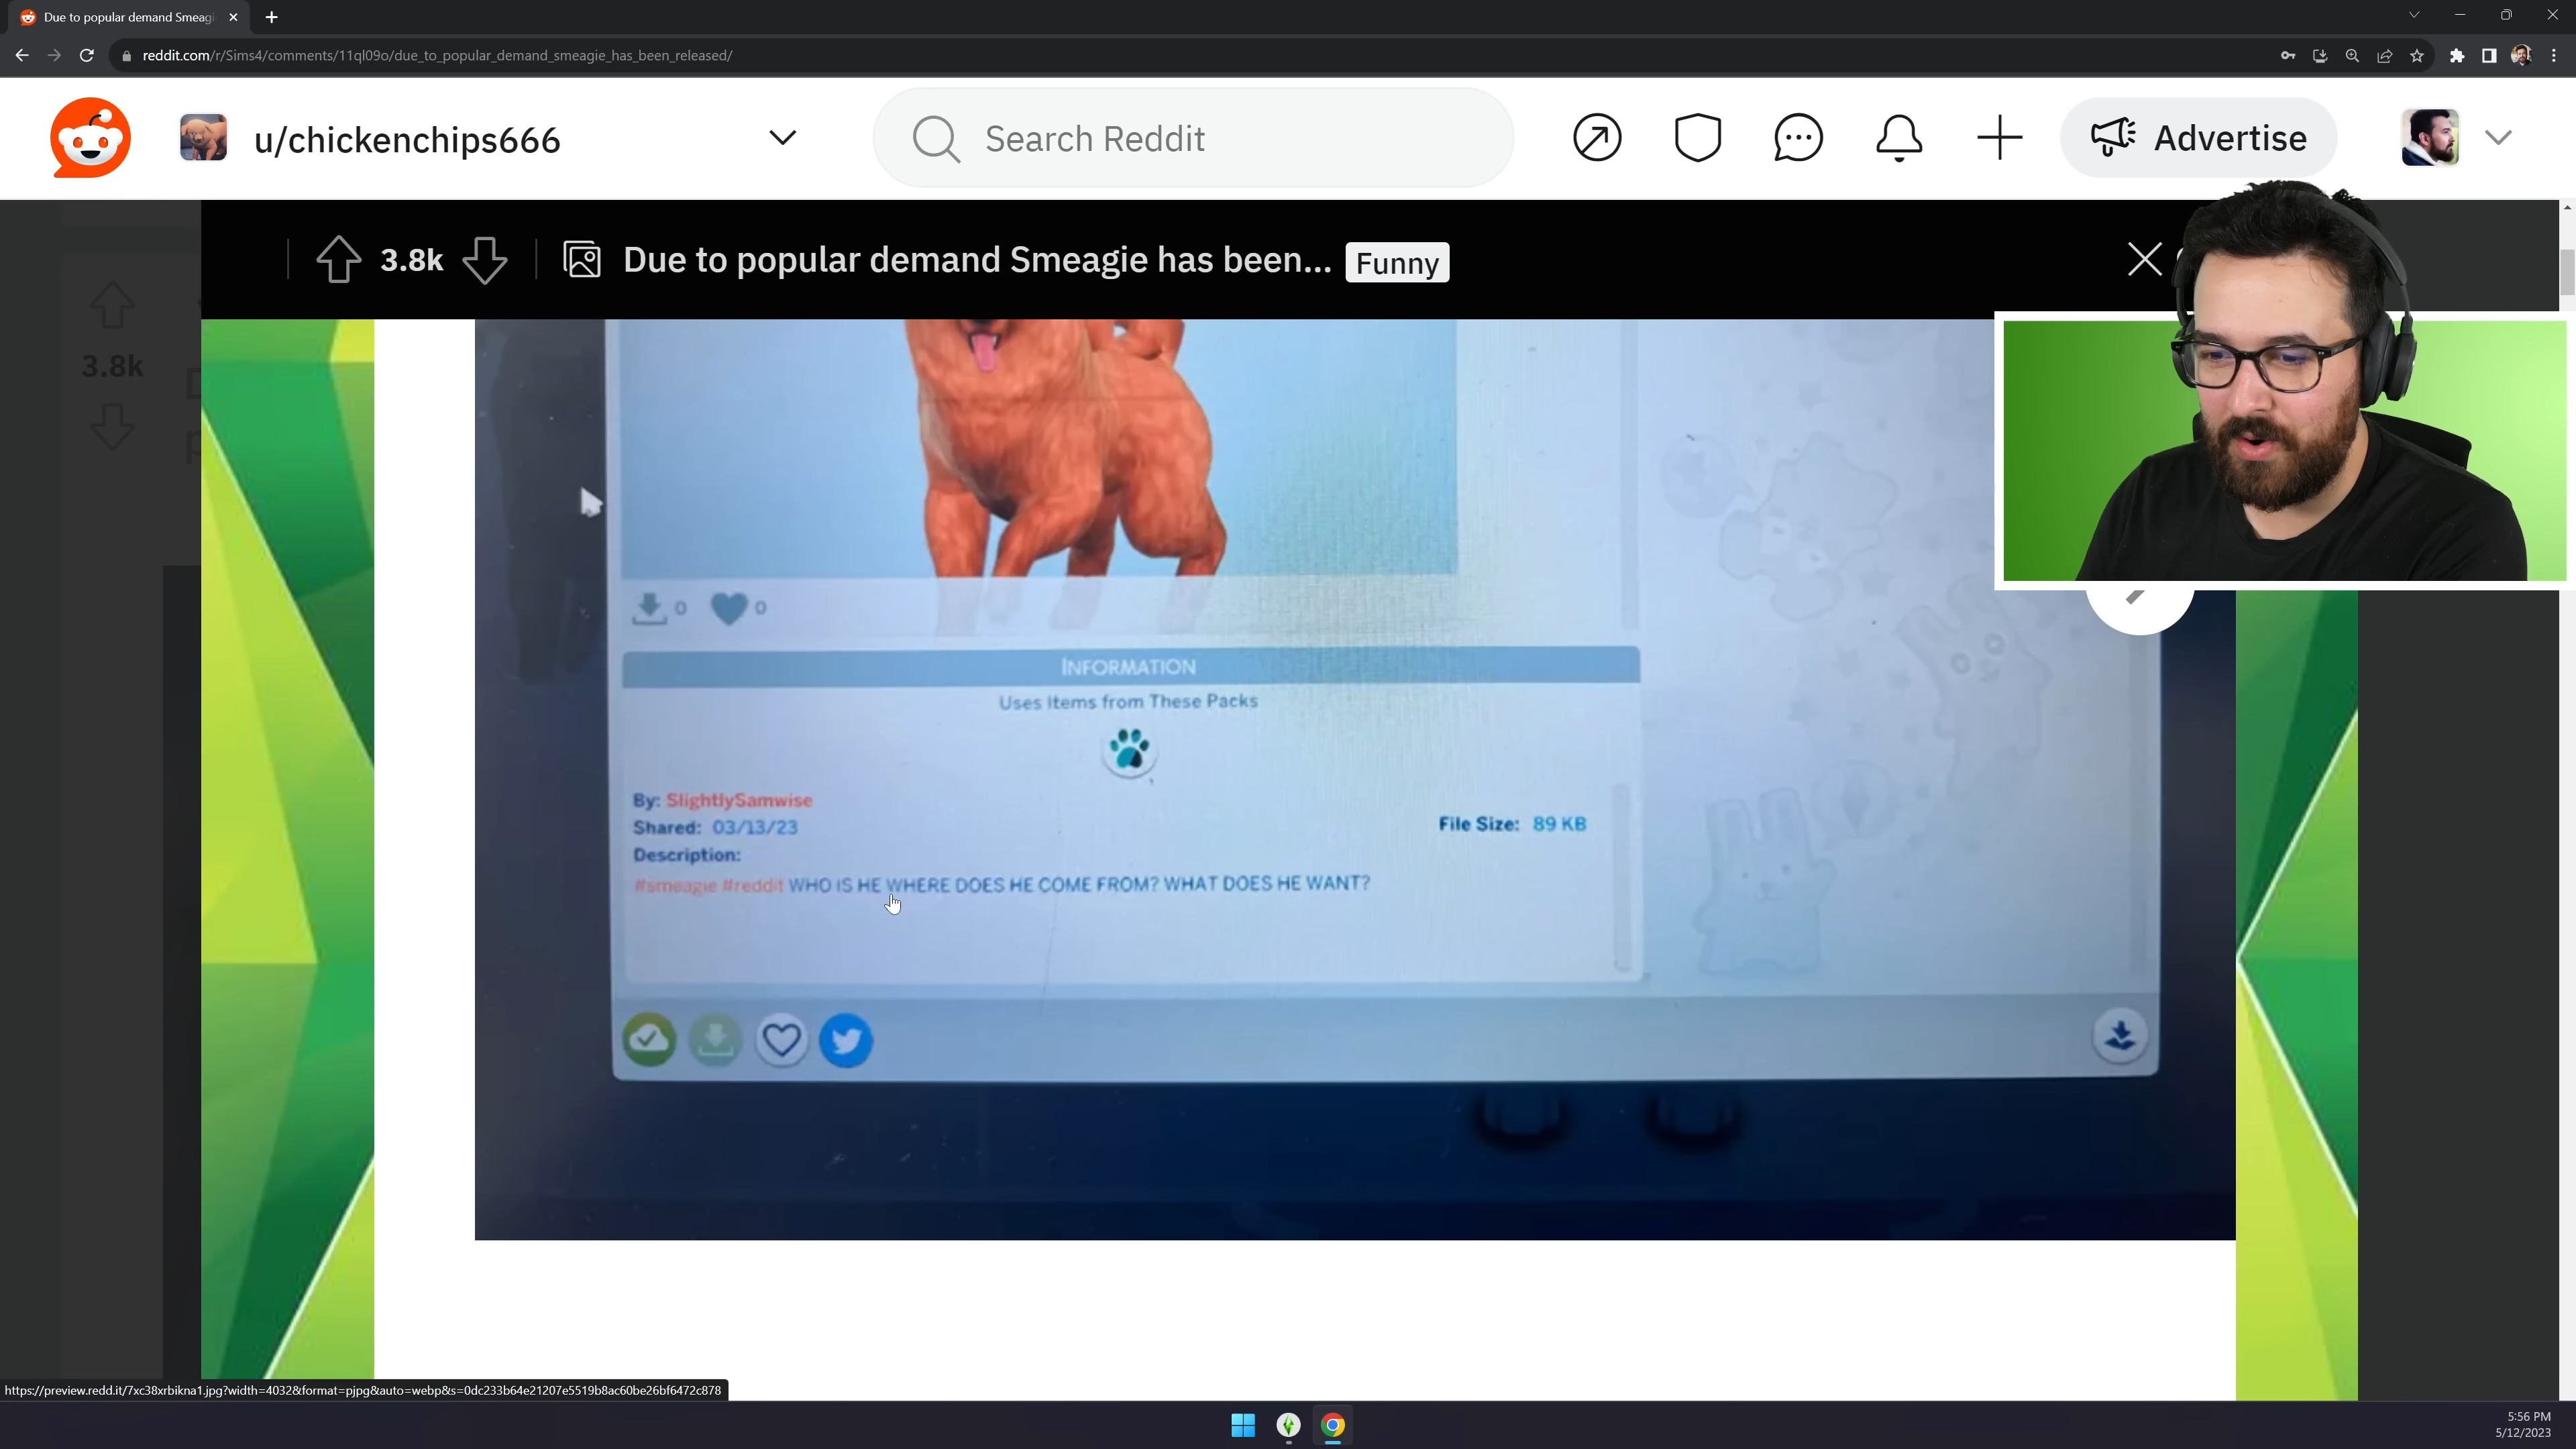 Due to popular demand Smeagi
reddit.com/r/Sims4/comments/11ql09o/due_to_popular_demand_smeagie_has_been_released/
u/chickenchips666
Search Reddit
Advertise
3.8k
Due to popular demand Smeagie has been...
Funny
3.8k
0 0
INFORMATION
Uses Items from These Packs
By: SlightlySamwise
Shared: 03/13/23
File Size: 89 KB
Description:
#smeagie #reddit WHO IS HE WHERE DOES HE COME FROM? WHAT DOES HE WANT?
https://preview.redd.it/7xc38xrbikna1.jpg?width=4032&format=pjpg&auto=webp&s=0dc233b64e21207e5519b8ac60be26bf6472c878
5:56 PM
5/12/2023